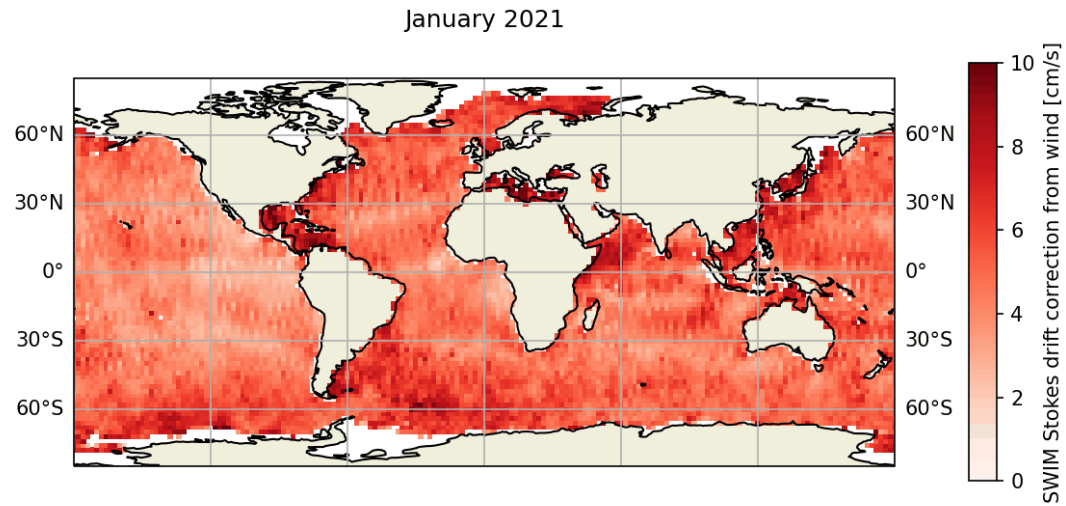 January 2021
60°N
30°N
0°
30°S
60°S
60°N
30°N
0°
30°S
60°S
10
8
6
4
2
0
SWIM Stokes drift correction from wind [cm/s]